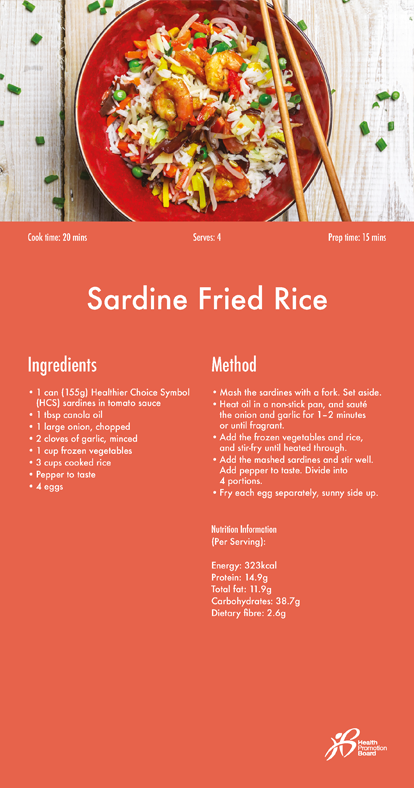 Cook time: 20 mins
Serves: 4
Prep time: 15 mins
Sardine Fried Rice
Ingredients
• 1 can (155g) Healthier Choice Symbol
(HCS) sardines in tomato sauce
• 1 tbsp canola oil
• 1 large onion, chopped
• 2 cloves of garlic, minced
• 1 cup frozen vegetables
• 3 cups cooked rice
• Pepper to taste
• 4 eggs
Method
• Mash the sardines with a fork. Set aside.
• Heat oil in a non-stick pan, and sauté
the onion and garlic for 1–2 minutes
or until fragrant.
• Add the frozen vegetables and rice,
and stir-fry until heated through.
• Add the mashed sardines and stir well.
Add pepper to taste. Divide into
4 portions.
• Fry each egg separately, sunny side up.
Nutrition Information
(Per Serving):
Energy: 323kcal
Protein: 14.9g
Total fat: 11.9g
Carbohydrates: 38.7g
Dietary fibre: 2.6g
Health
Promotion
Board